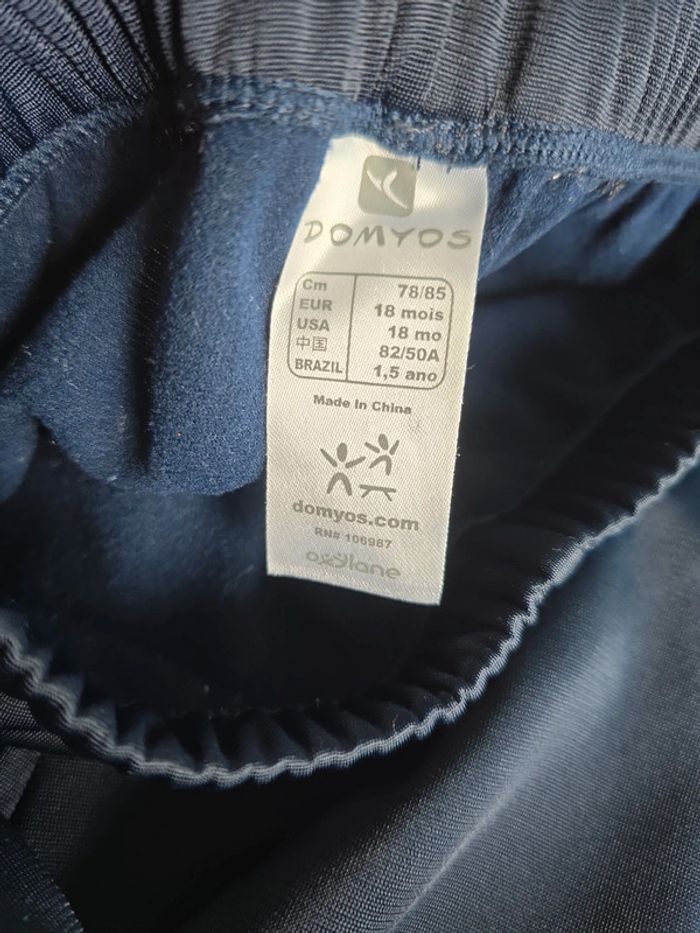 DOMYOS
Cm 78/85
EUR 18 mois
USA 18 mo
中国 82/50A
BRAZIL 1,5 ano
Made In China
domyos.com
RN# 106987
oxylane